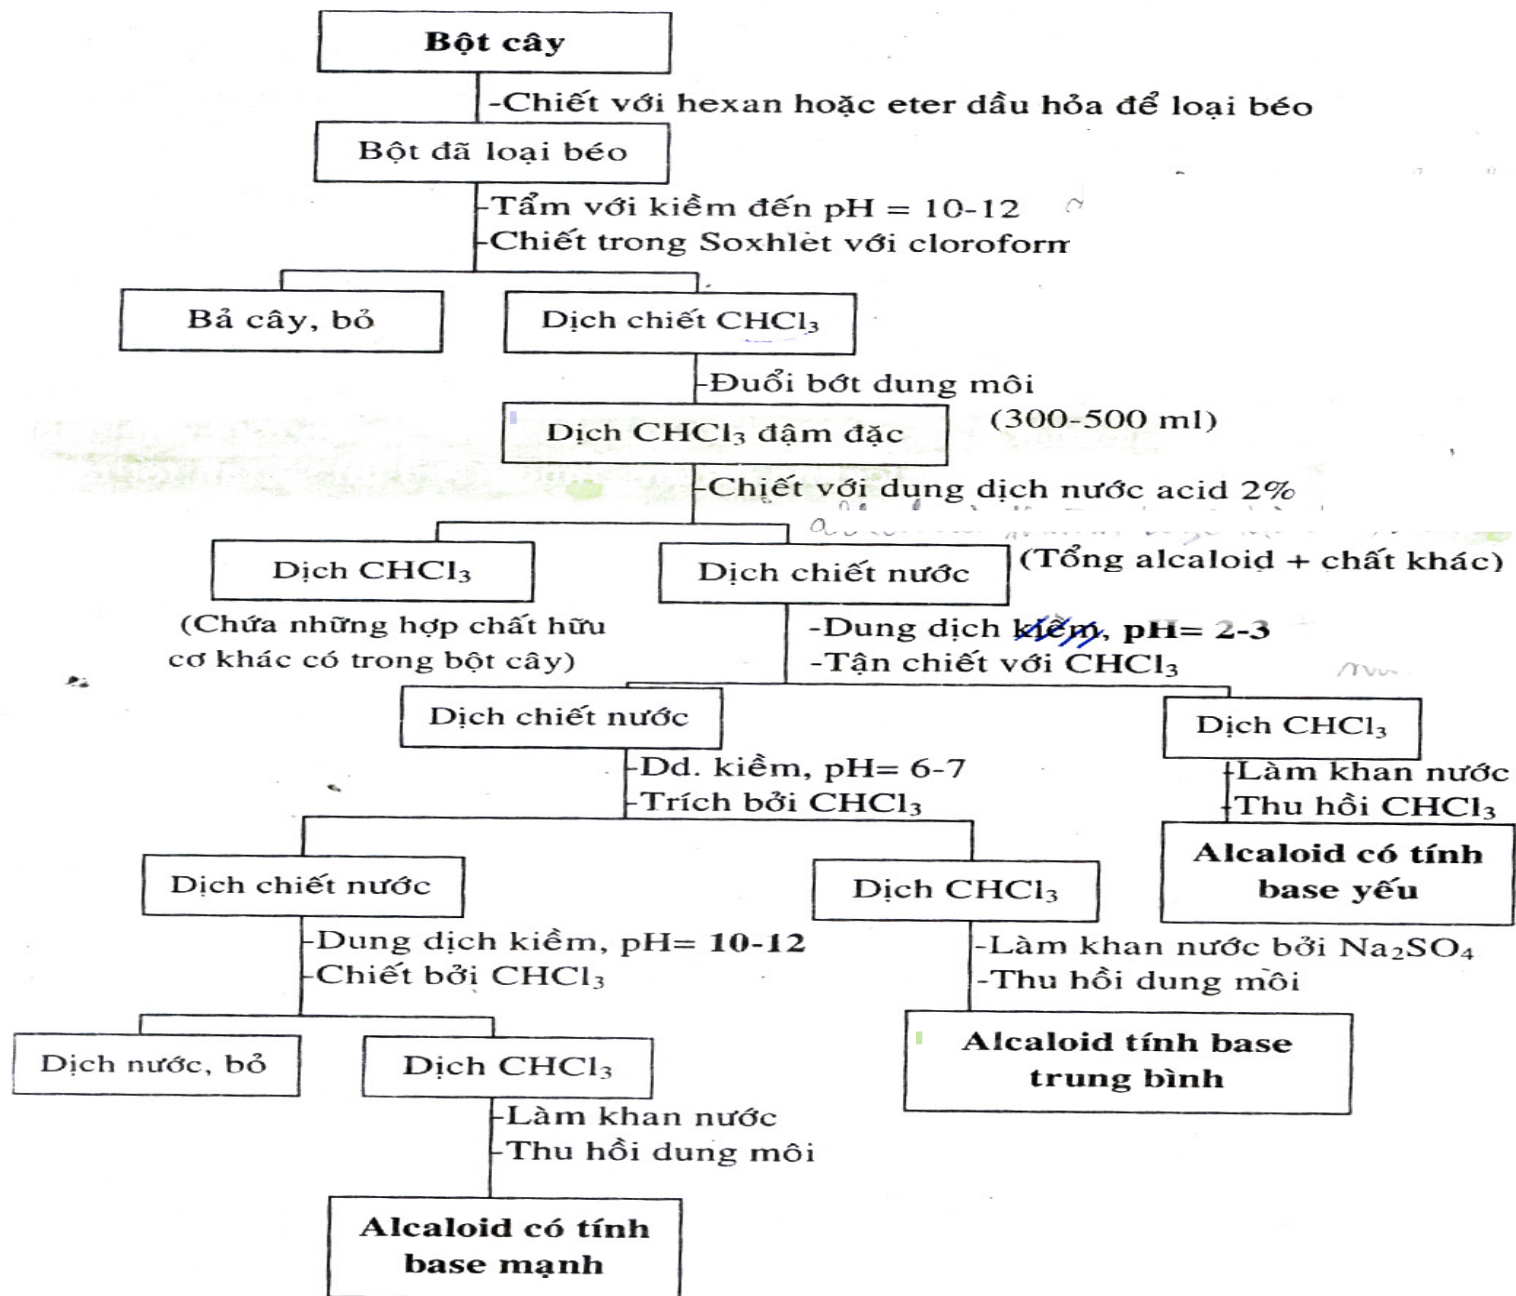 Bột cây
-Chiết với hexan hoặc eter dầu hỏa để loại béo
Bột đã loại béo
-Tẩm với kiềm đến pH = 10-12
-Chiết trong Soxhlet với cloroform
Bả cây, bỏ
Dịch chiết CHCl₃
-Đuổi bớt dung môi
Dịch CHCl₃ đậm đặc
(300-500 ml)
-Chiết với dung dịch nước acid 2%
Dịch CHCl₃
Dịch chiết nước
(Tổng alcaloid + chất khác)
(Chứa những hợp chất hữu
cơ khác có trong bột cây)
-Dung dịch kiềm, pH= 2-3
-Tận chiết với CHCl₃
Dịch chiết nước
Dịch CHCl₃
-Dd. kiềm, pH= 6-7
-Trích bởi CHCl₃
-Làm khan nước
-Thu hồi CHCl₃
Alcaloid có tính
base yếu
Dịch chiết nước
Dịch CHCl₃
-Dung dịch kiềm, pH= 10-12
-Chiết bởi CHCl₃
-Làm khan nước bởi Na₂SO₄
-Thu hồi dung môi
Dịch nước, bỏ
Dịch CHCl₃
Alcaloid tính base
trung bình
-Làm khan nước
-Thu hồi dung môi
Alcaloid có tính
base mạnh